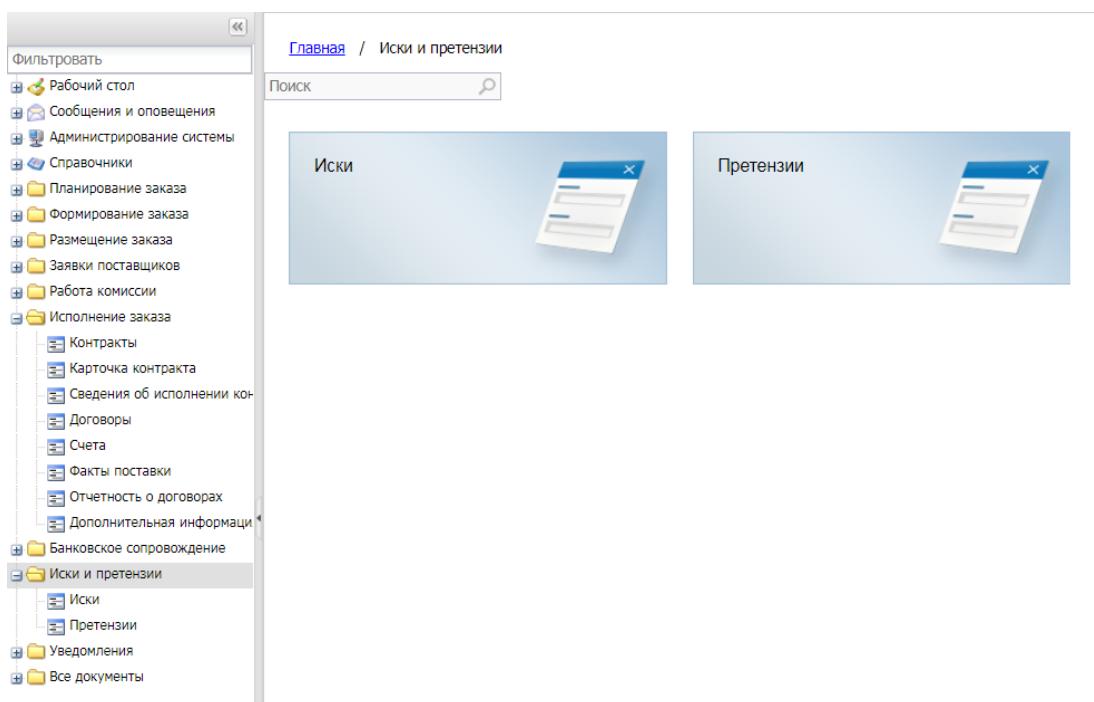 Фильтровать
Рабочий стол
Сообщения и оповещения
Администрирование системы
Справочники
Планирование заказа
Формирование заказа
Размещение заказа
Заявки поставщиков
Работа комиссии
Исполнение заказа
Контракты
Карточка контракта
Сведения об исполнении кон
Договоры
Счета
Факты поставки
Отчетность о договорах
Дополнительная информаци
Банковское сопровождение
Иски и претензии
Иски
Претензии
Уведомления
Все документы
Главная / Иски и претензии
Поиск
Иски
Претензии